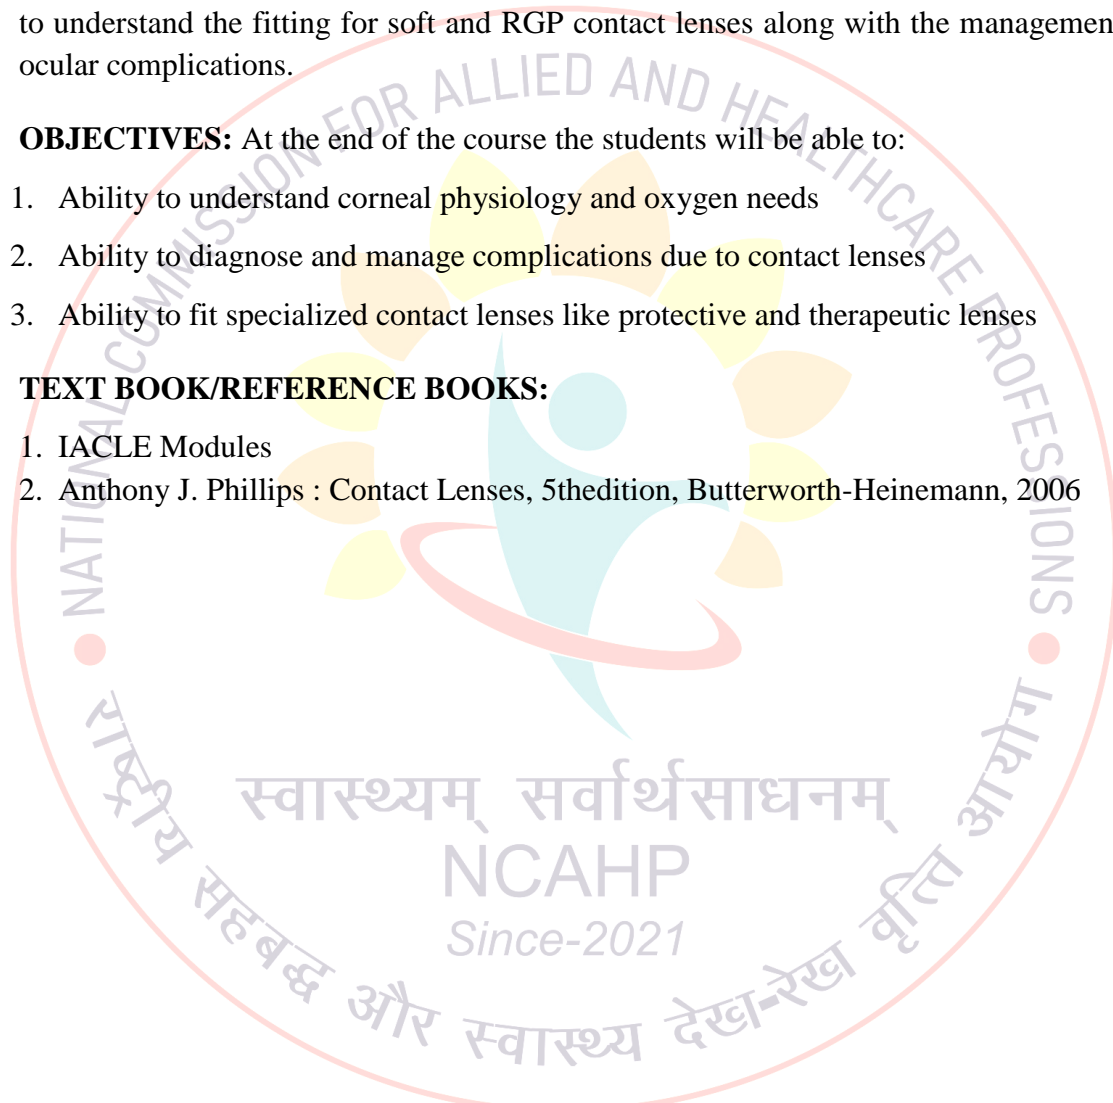 to understand the fitting for soft and RGP contact lenses along with the managemen
ocular complications.
OBJECTIVES: At the end of the course the students will be able to:
1. Ability to understand corneal physiology and oxygen needs
2. Ability to diagnose and manage complications due to contact lenses
3. Ability to fit specialized contact lenses like protective and therapeutic lenses
TEXT BOOK/REFERENCE BOOKS:
1. IACLE Modules
2. Anthony J. Phillips : Contact Lenses, 5thedition, Butterworth-Heinemann, 2006
NATIONAL COMMISSION FOR ALLIED AND HEALTHCARE PROFESSIONS
स्वास्थ्यम् सर्वार्थसाधनम्
NCAHP
Since-2021
राष्ट्रीय सहबद्ध और स्वास्थ्य देख-रेख वृत्ति आयोग